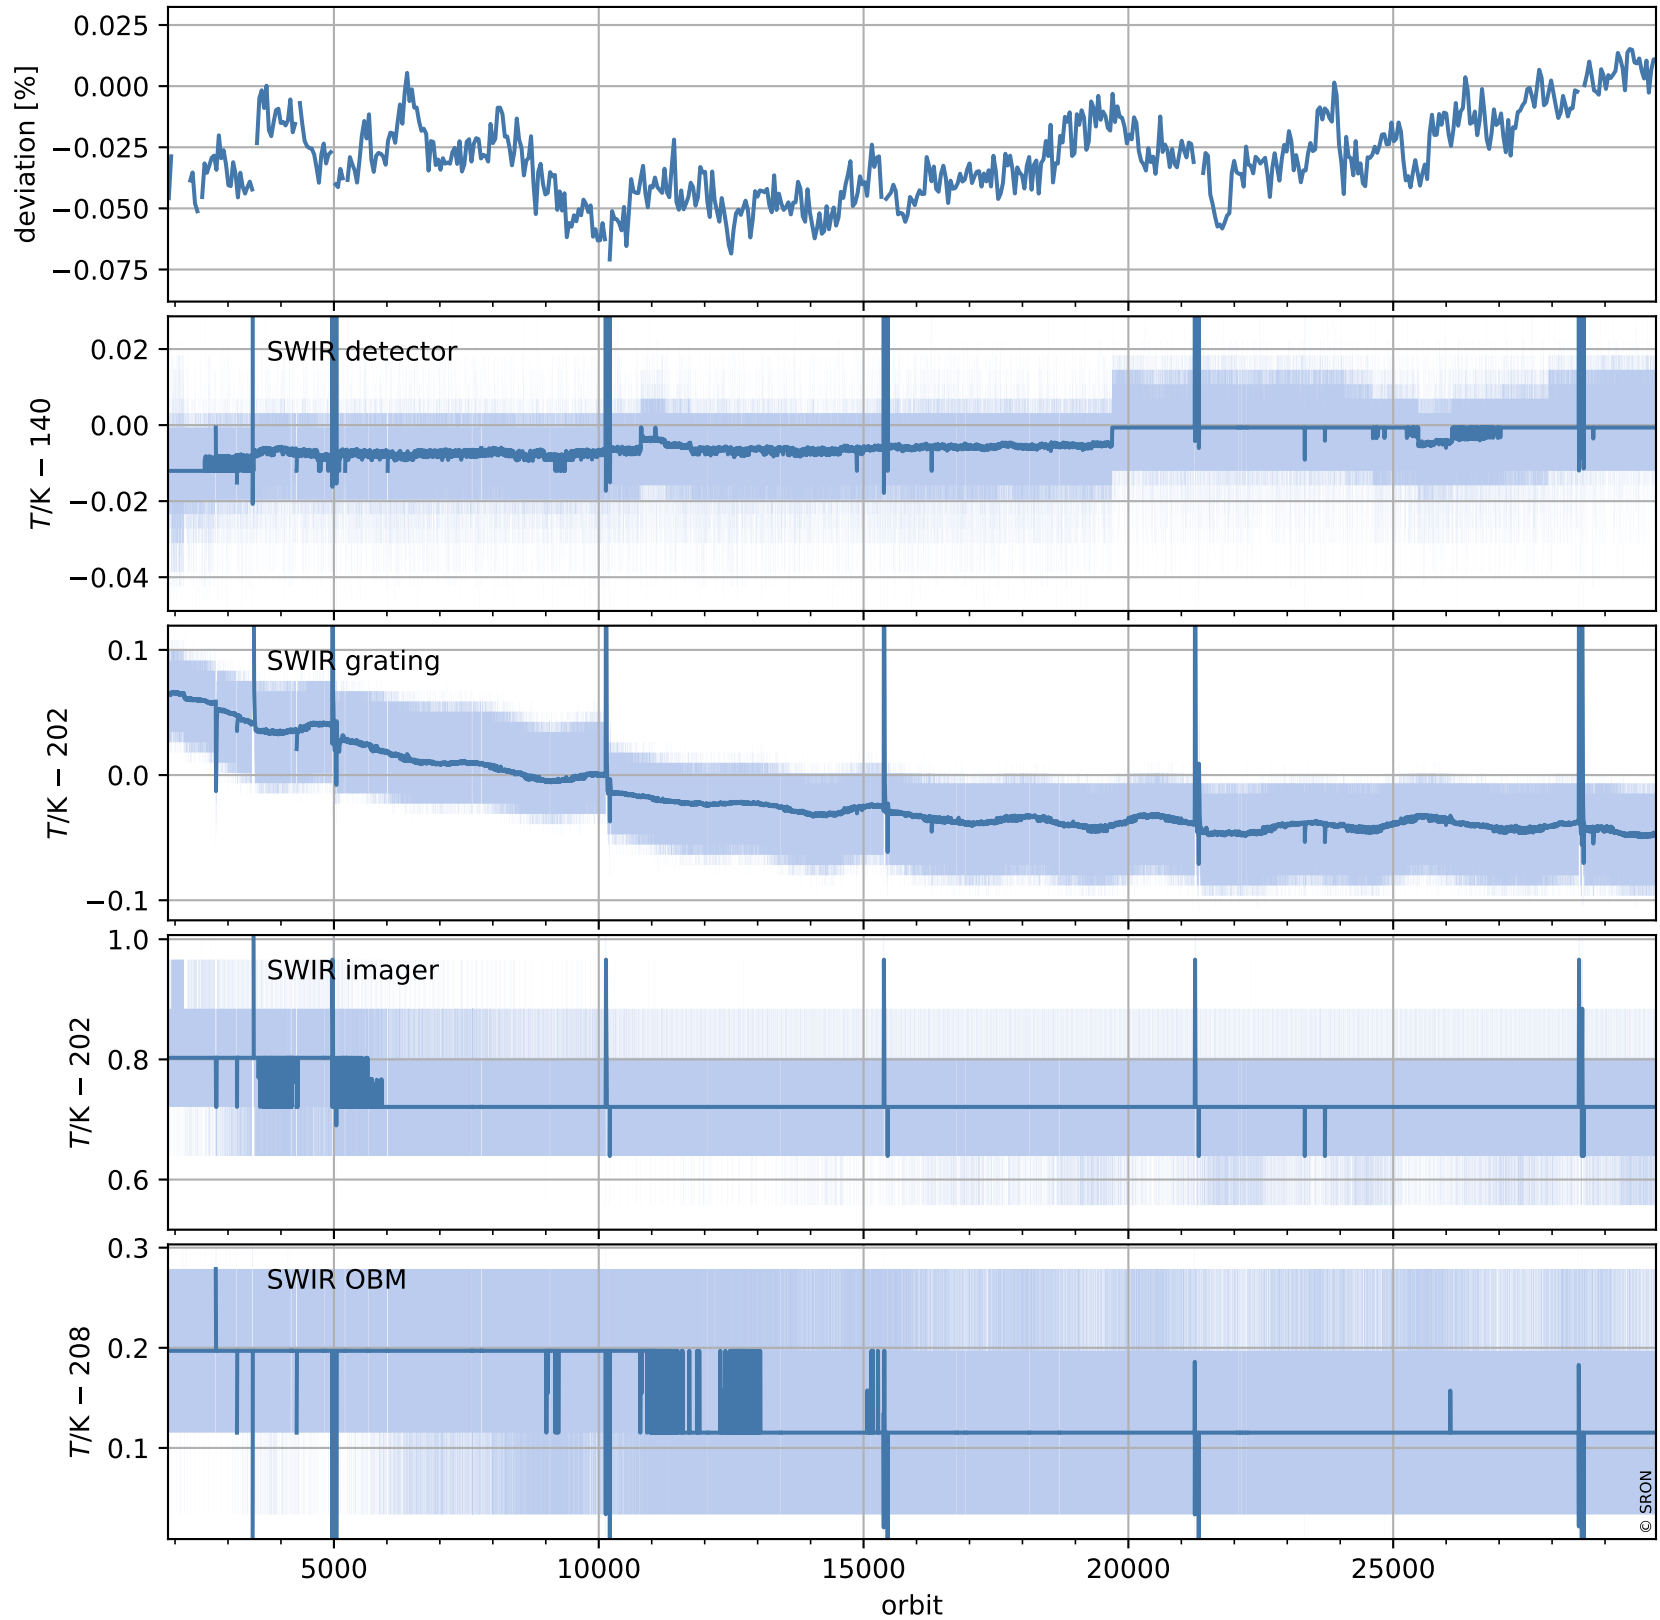 0.025
0.000
−0.025
−0.050
−0.075
deviation [%]
SWIR detector
0.02
0.00
−0.02
−0.04
T/K − 140
SWIR grating
0.1
0.0
−0.1
T/K − 202
SWIR imager
1.0
0.8
0.6
T/K − 202
SWIR OBM
0.3
0.2
0.1
T/K − 208
© SRON
5000 10000 15000 20000 25000
orbit